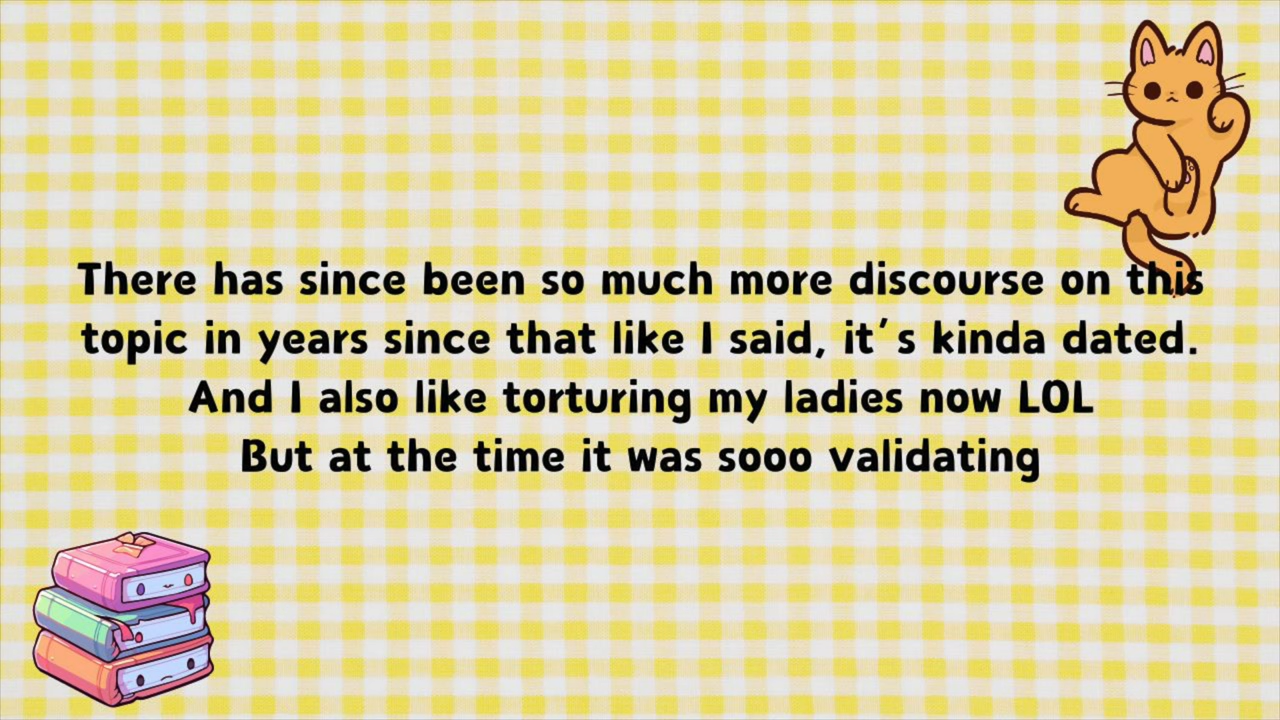 There has since been so much more discourse on this
topic in years since that like I said, it's kinda dated.
And I also like torturing my ladies now LOL
But at the time it was sooo validating